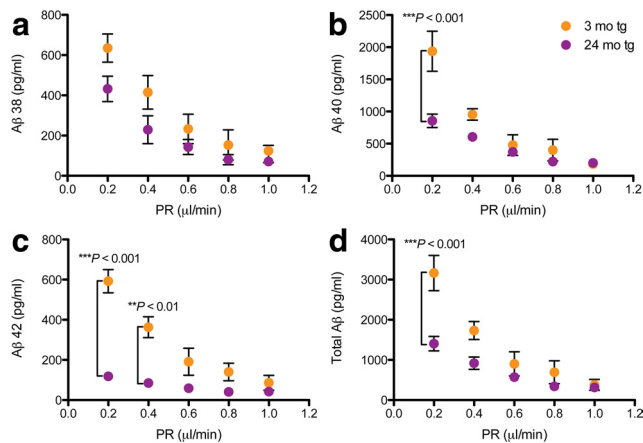 a
800
600
400
200
0
Aβ 38 (pg/ml)
0.0 0.2 0.4 0.6 0.8 1.0 1.2
PR (µl/min)
b
***P < 0.001
3 mo tg
24 mo tg
2500
2000
1500
1000
500
0
Aβ 40 (pg/ml)
0.0 0.2 0.4 0.6 0.8 1.0 1.2
PR (µl/min)
c
***P < 0.001
**P < 0.01
800
600
400
200
0
Aβ 42 (pg/ml)
0.0 0.2 0.4 0.6 0.8 1.0 1.2
PR (µl/min)
d
***P < 0.001
4000
3000
2000
1000
0
Total Aβ (pg/ml)
0.0 0.2 0.4 0.6 0.8 1.0 1.2
PR (µl/min)